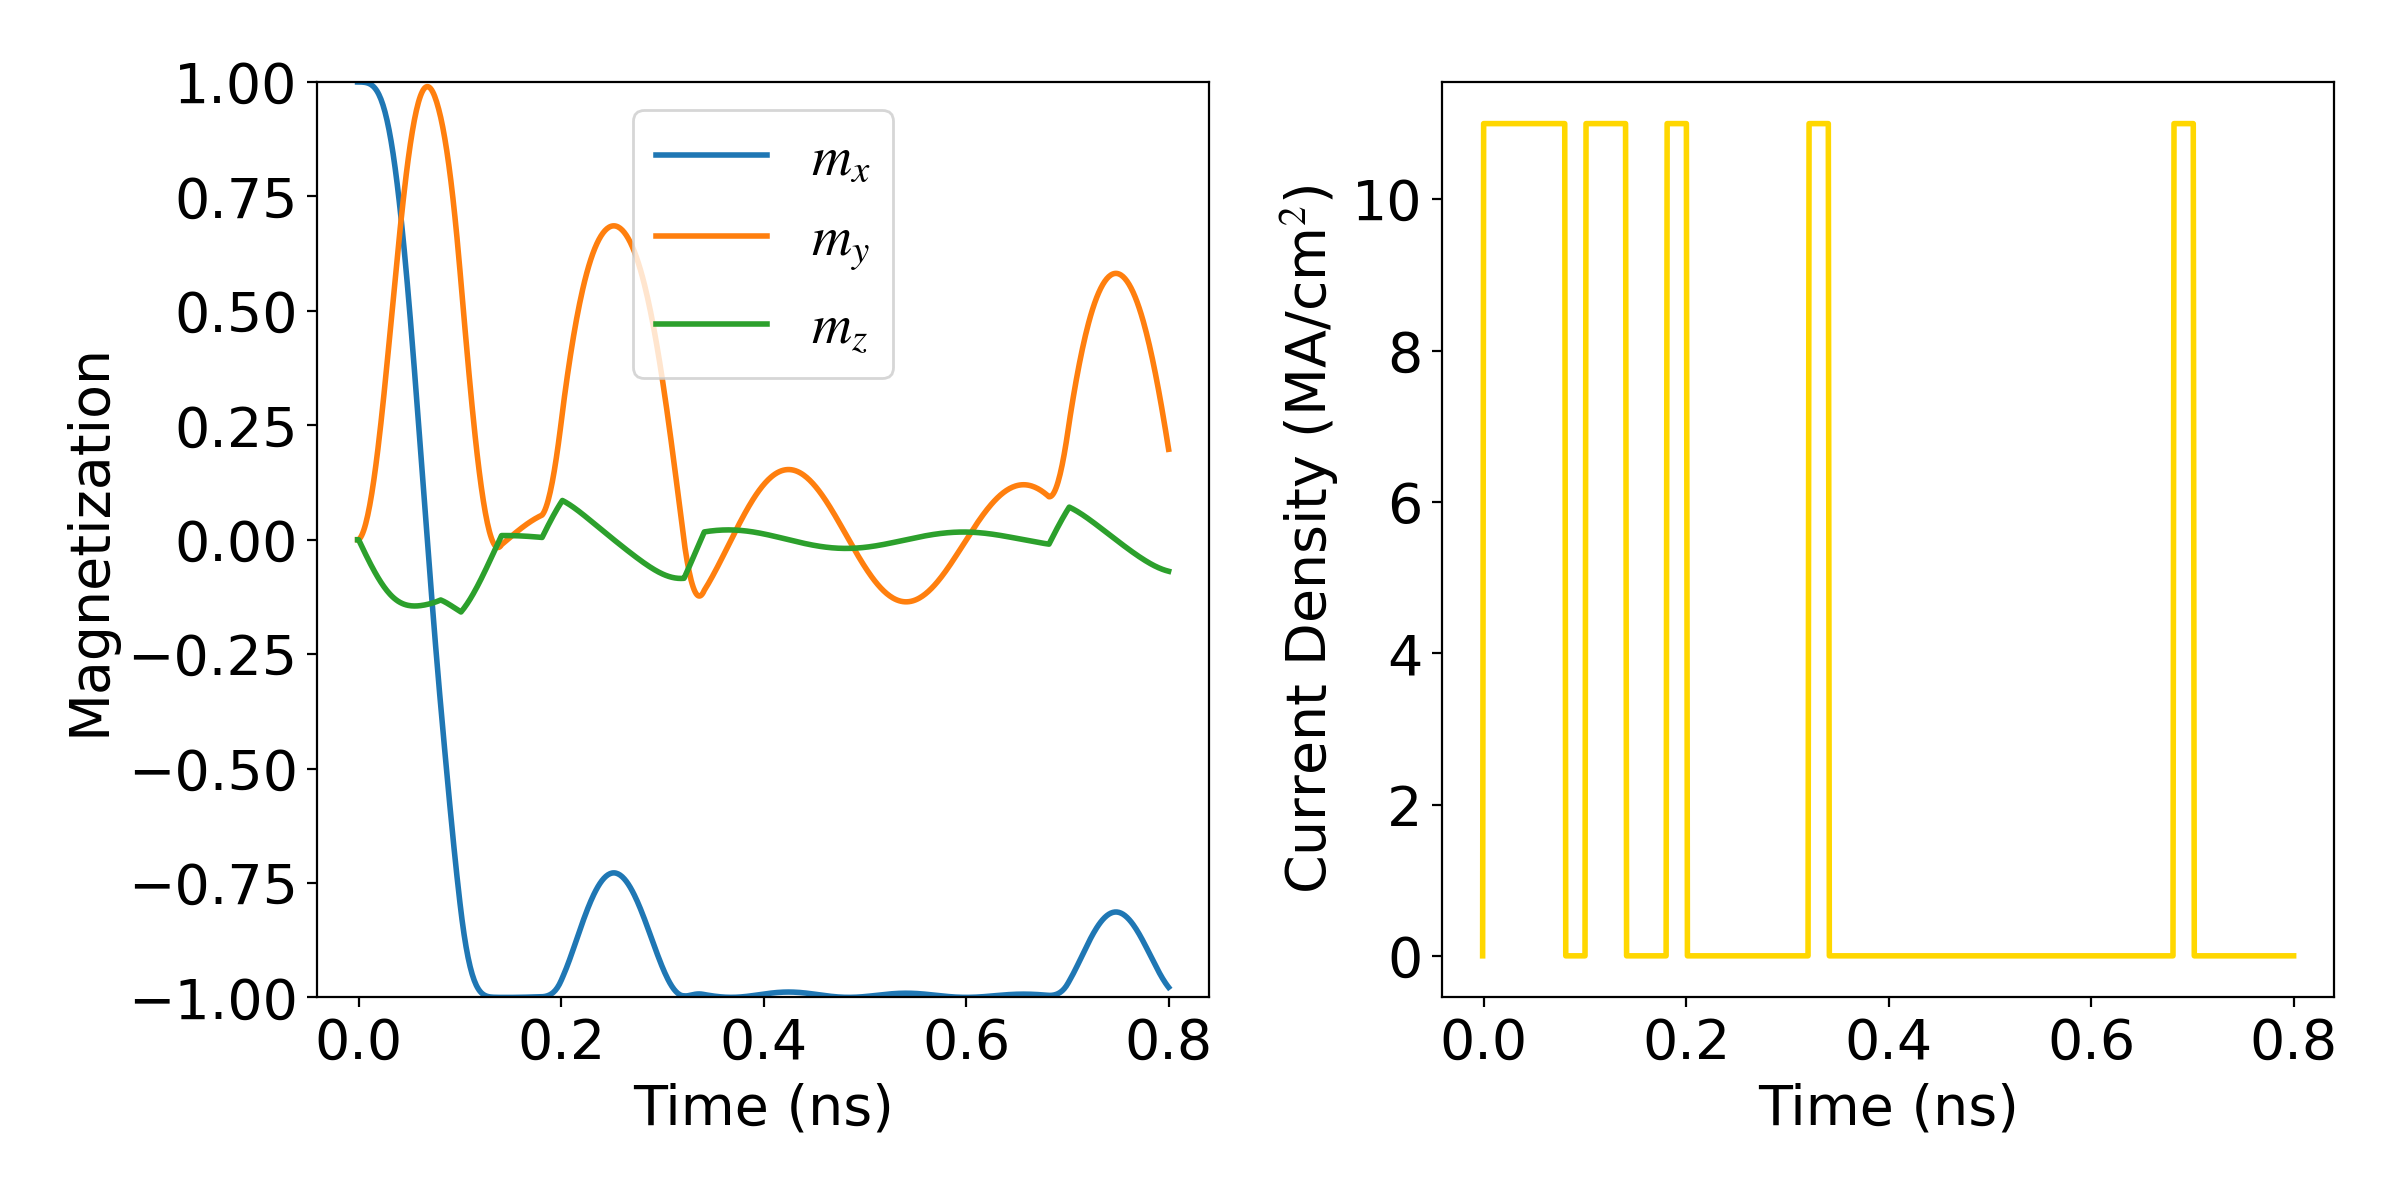 1.00
0.75
0.50
0.25
0.00
−0.25
−0.50
−0.75
−1.00
Magnetization
0.0 0.2 0.4 0.6 0.8
Time (ns)
m_x
m_y
m_z
10
8
6
4
2
0
Current Density (MA/cm²)
0.0 0.2 0.4 0.6 0.8
Time (ns)